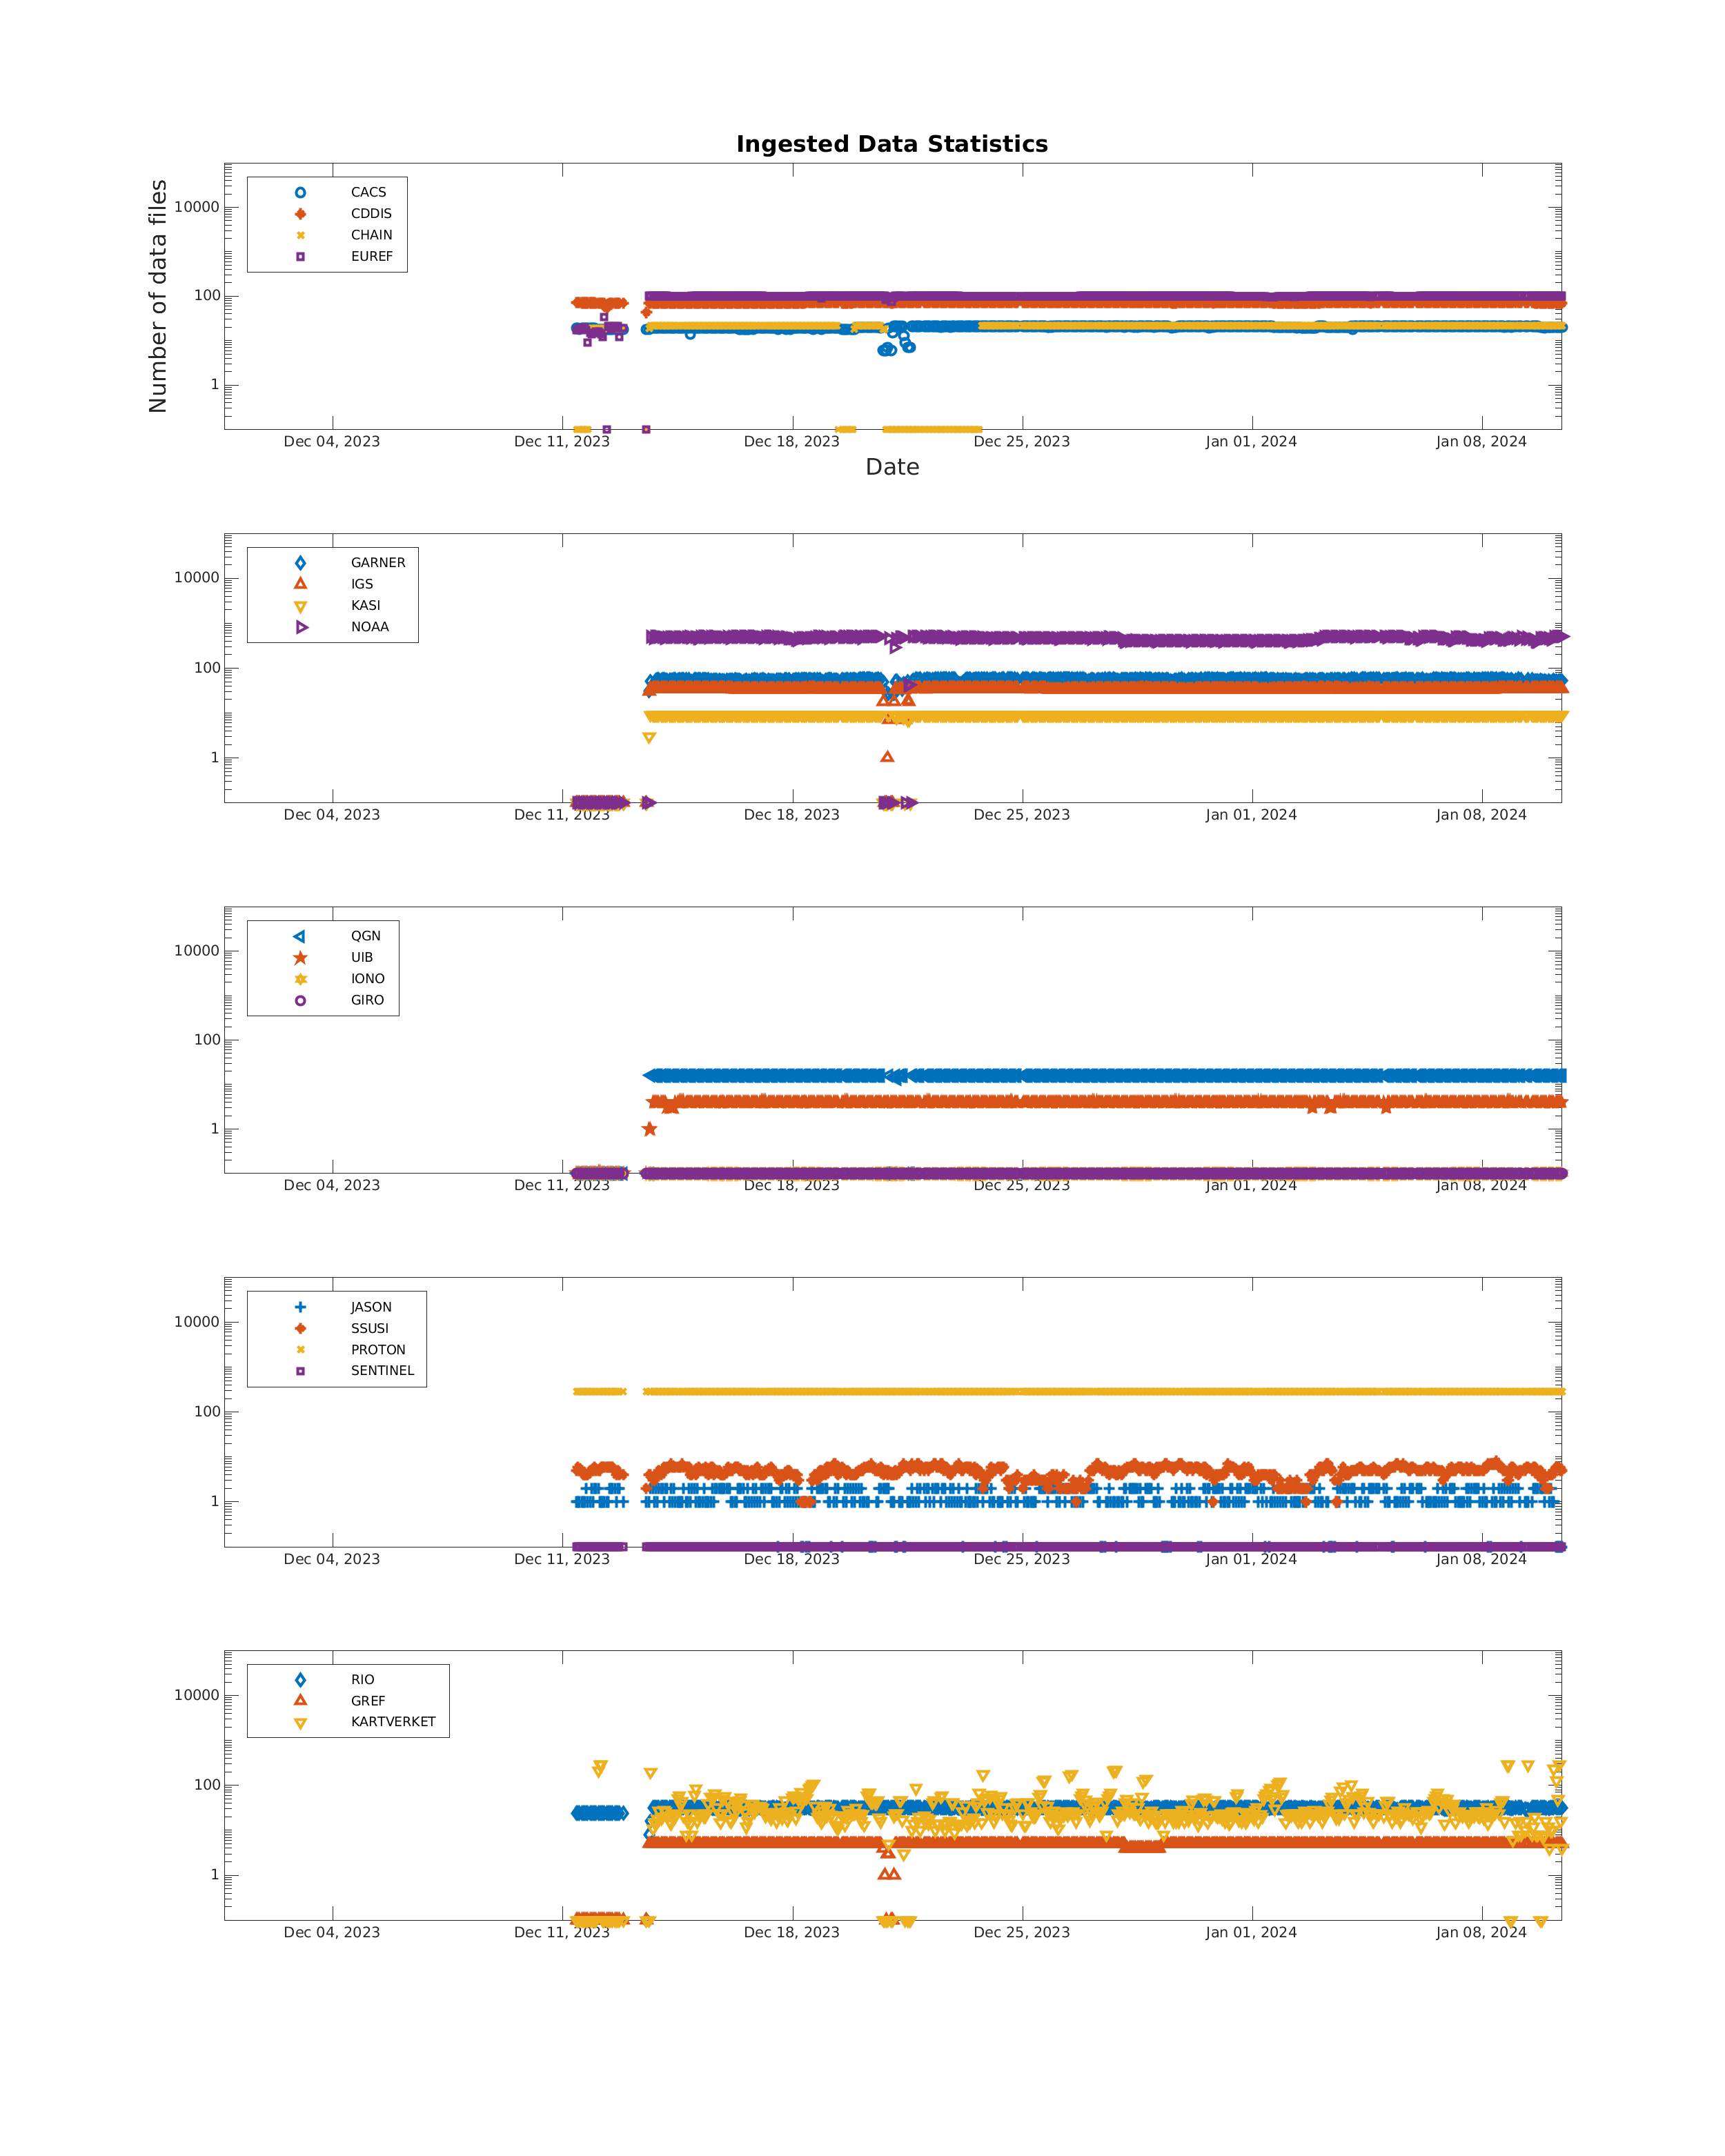 Ingested Data Statistics
Number of data files
10000
100
1
CACS
CDDIS
CHAIN
EUREF
Dec 04, 2023 Dec 11, 2023 Dec 18, 2023 Dec 25, 2023 Jan 01, 2024 Jan 08, 2024
Date
10000
100
1
GARNER
IGS
KASI
NOAA
Dec 04, 2023 Dec 11, 2023 Dec 18, 2023 Dec 25, 2023 Jan 01, 2024 Jan 08, 2024
10000
100
1
QGN
UIB
IONO
GIRO
Dec 04, 2023 Dec 11, 2023 Dec 18, 2023 Dec 25, 2023 Jan 01, 2024 Jan 08, 2024
10000
100
1
JASON
SSUSI
PROTON
SENTINEL
Dec 04, 2023 Dec 11, 2023 Dec 18, 2023 Dec 25, 2023 Jan 01, 2024 Jan 08, 2024
10000
100
1
RIO
GREF
KARTVERKET
Dec 04, 2023 Dec 11, 2023 Dec 18, 2023 Dec 25, 2023 Jan 01, 2024 Jan 08, 2024